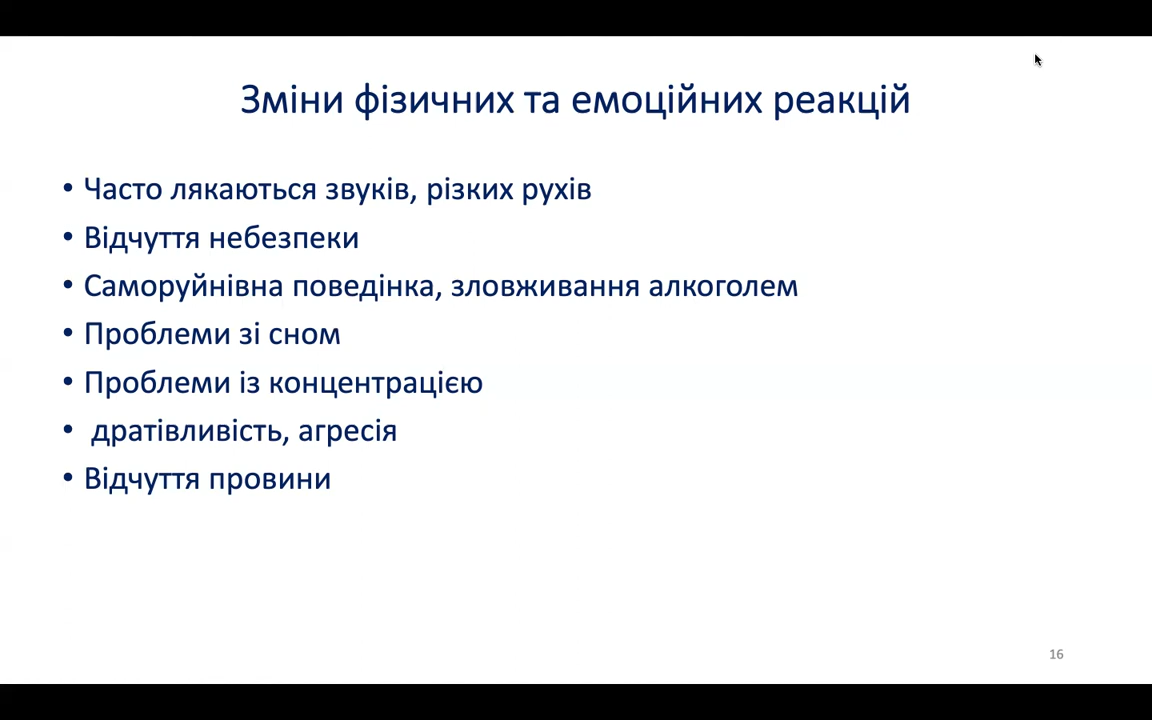 Зміни фізичних та емоційних реакцій
• Часто лякаються звуків, різких рухів
• Відчуття небезпеки
• Саморуйнівна поведінка, зловживання алкоголем
• Проблеми зі сном
• Проблеми із концентрацією
• дратівливість, агресія
• Відчуття провини
16